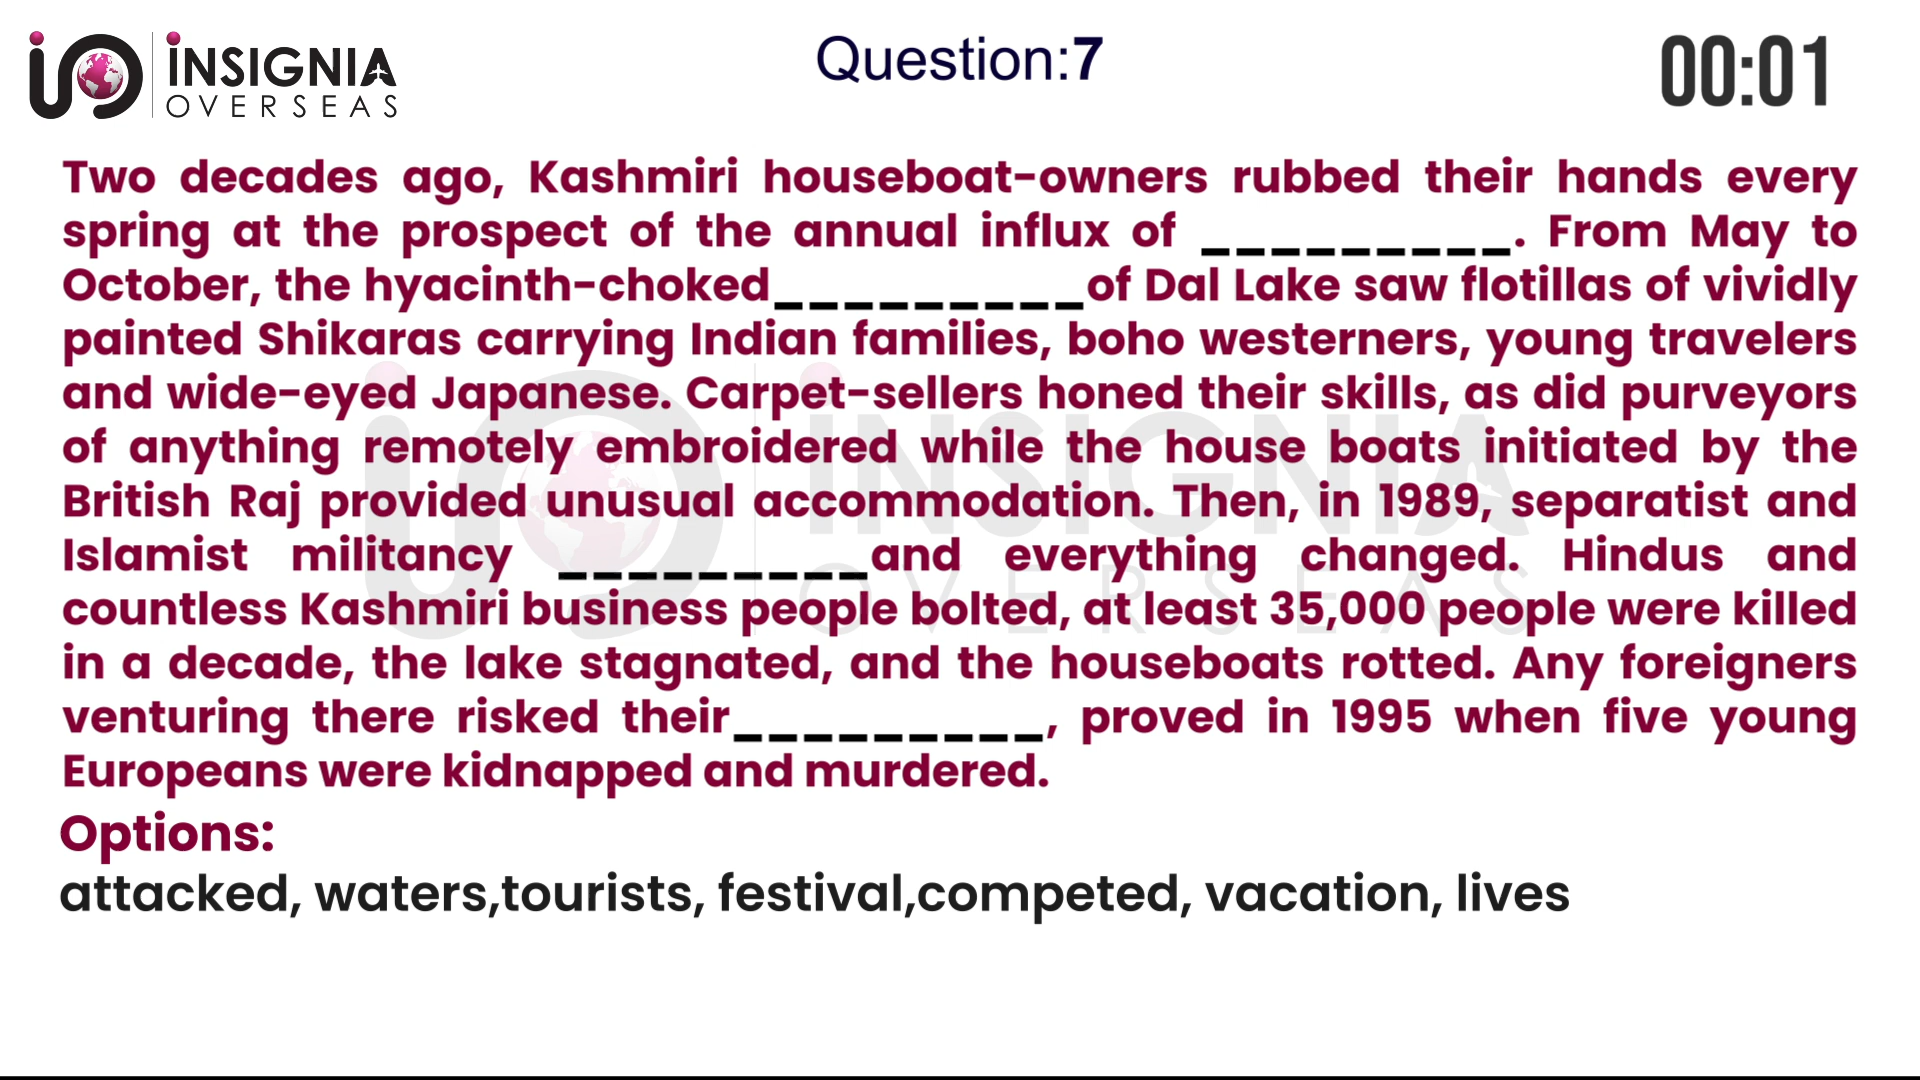 iNSIGNIA
OVERSEAS
Question:7
00:01
Two decades ago, Kashmiri houseboat-owners rubbed their hands every
spring at the prospect of the annual influx of _________. From May to
October, the hyacinth-choked_________of Dal Lake saw flotillas of vividly
painted Shikaras carrying Indian families, boho westerners, young travelers
and wide-eyed Japanese. Carpet-sellers honed their skills, as did purveyors
of anything remotely embroidered while the house boats initiated by the
British Raj provided unusual accommodation. Then, in 1989, separatist and
Islamist militancy _________and everything changed. Hindus and
countless Kashmiri business people bolted, at least 35,000 people were killed
in a decade, the lake stagnated, and the houseboats rotted. Any foreigners
venturing there risked their_________, proved in 1995 when five young
Europeans were kidnapped and murdered.
Options:
attacked, waters,tourists, festival,competed, vacation, lives